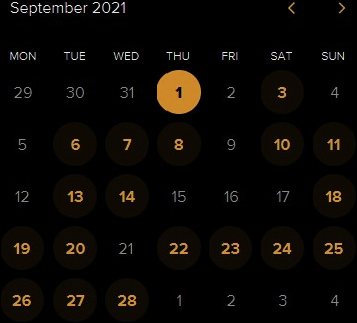 September 2021
MON TUE WED THU FRI SAT SUN
29 30 31 1 2 3 4
5 6 7 8 9 10 11
12 13 14 15 16 17 18
19 20 21 22 23 24 25
26 27 28 1 2 3 4